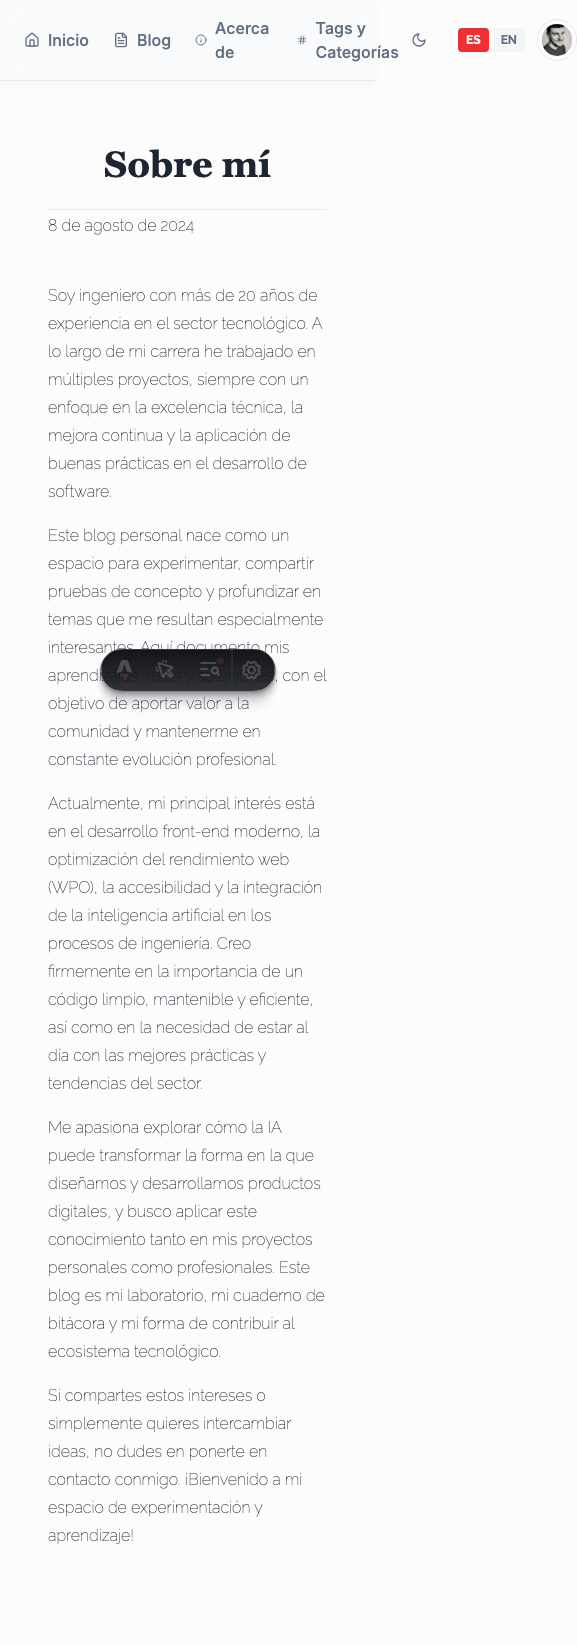 Inicio Blog Acerca de # Tags y Categorías ES EN
Sobre mí
8 de agosto de 2024
Soy ingeniero con más de 20 años de
experiencia en el sector tecnológico. A
lo largo de mi carrera he trabajado en
múltiples proyectos, siempre con un
enfoque en la excelencia técnica, la
mejora continua y la aplicación de
buenas prácticas en el desarrollo de
software.
Este blog personal nace como un
espacio para experimentar, compartir
pruebas de concepto y profundizar en
temas que me resultan especialmente
interesantes. Aquí documento mis
, con el
objetivo de aportar valor a la
comunidad y mantenerme en
constante evolución profesional.
Actualmente, mi principal interés está
en el desarrollo front-end moderno, la
optimización del rendimiento web
(WPO), la accesibilidad y la integración
de la inteligencia artificial en los
procesos de ingeniería. Creo
firmemente en la importancia de un
código limpio, mantenible y eficiente,
así como en la necesidad de estar al
día con las mejores prácticas y
tendencias del sector.
Me apasiona explorar cómo la IA
puede transformar la forma en la que
diseñamos y desarrollamos productos
digitales, y busco aplicar este
conocimiento tanto en mis proyectos
personales como profesionales. Este
blog es mi laboratorio, mi cuaderno de
bitácora y mi forma de contribuir al
ecosistema tecnológico.
Si compartes estos intereses o
simplemente quieres intercambiar
ideas, no dudes en ponerte en
contacto conmigo. ¡Bienvenido a mi
espacio de experimentación y
aprendizaje!